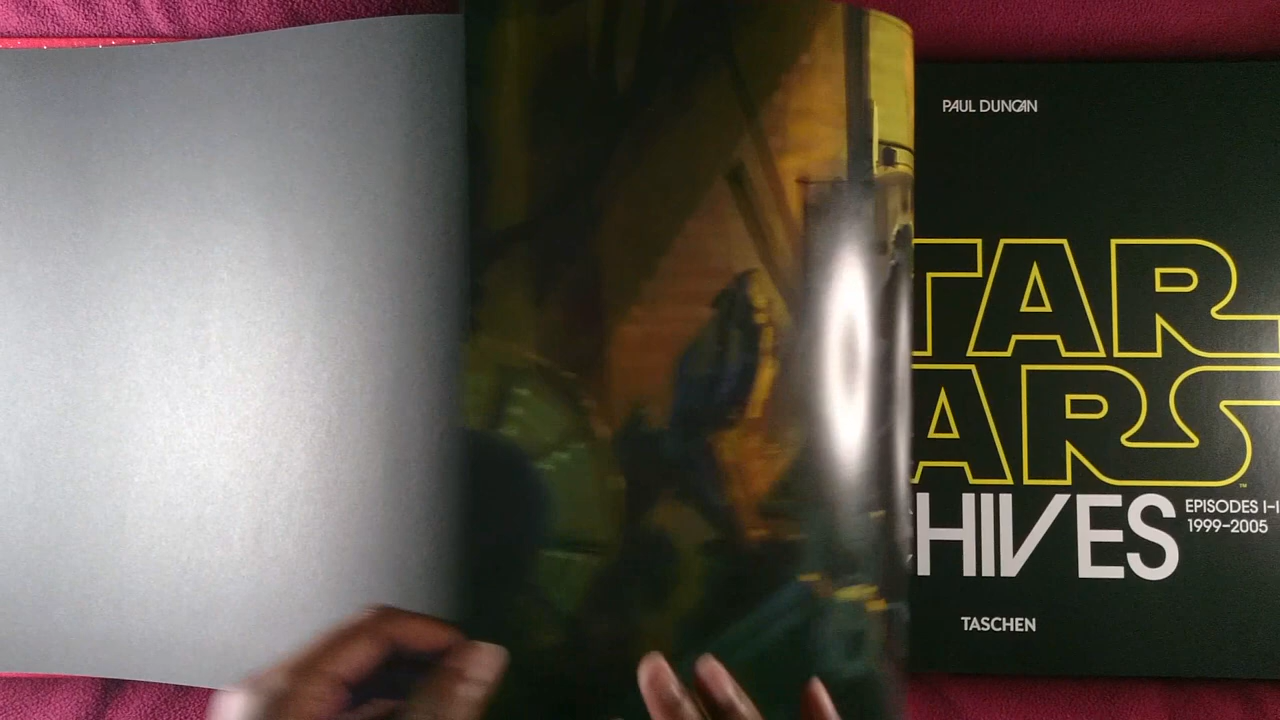 PAUL DUNCAN
TAR
ARS
HIVES
EPISODES I-I
1999-2005
TASCHEN